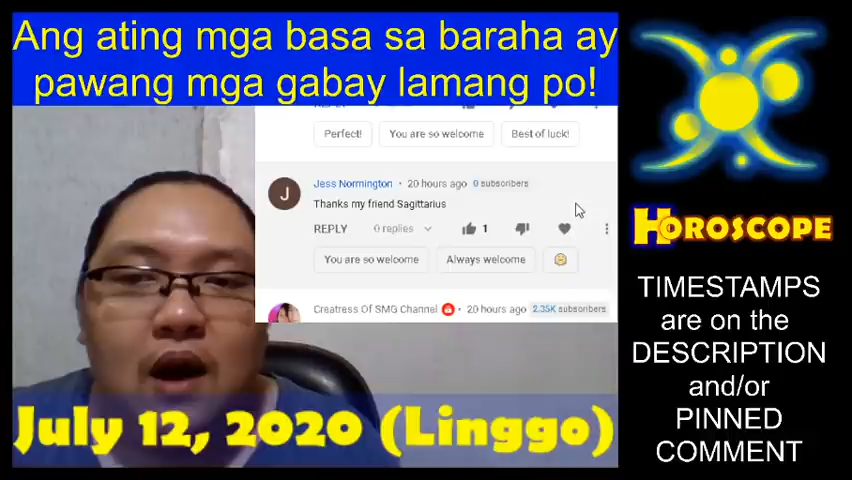 Ang ating mga basa sa baraha ay
pawang mga gabay lamang po!
Perfect!
You are so welcome
Best of luck!
J
Jess Normington • 20 hours ago 0 subscribers
Thanks my friend Sagittarius
REPLY 0 replies
1
You are so welcome
Always welcome
Creatress Of SMG Channel • 20 hours ago 2.35K subscribers
July 12, 2020 (Linggo)
HOROSCOPE
TIMESTAMPS
are on the
DESCRIPTION
and/or
PINNED
COMMENT